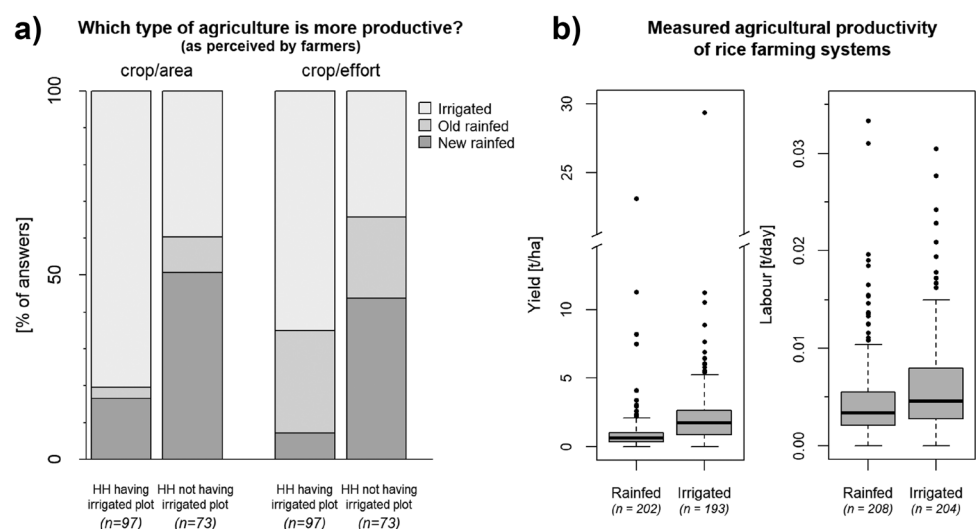 a)
Which type of agriculture is more productive?
(as perceived by farmers)
crop/area
crop/effort
100
50
0
[% of answers]
Irrigated
Old rainfed
New rainfed
HH having
irrigated plot
(n=97)
HH not having
irrigated plot
(n=73)
HH having
irrigated plot
(n=97)
HH not having
irrigated plot
(n=73)
b)
Measured agricultural productivity
of rice farming systems
30
25
10
5
0
Yield [t/ha]
Rainfed
(n = 202)
Irrigated
(n = 193)
0.03
0.02
0.01
0.00
Labour [t/day]
Rainfed
(n = 208)
Irrigated
(n = 204)